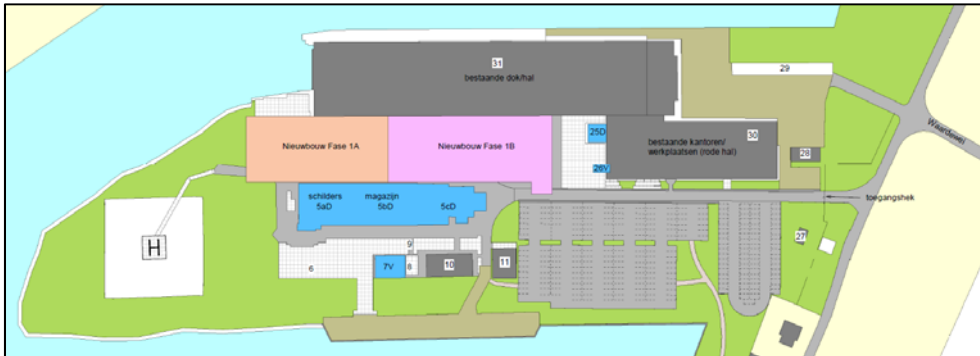 31
bestaande dok/hal
29
Waardewei
25D
30
bestaande kantoren/
werkplaatsen (rode hal)
26V
28
Nieuwbouw Fase 1A
Nieuwbouw Fase 1B
schilders
5aD
magazijn
5bD
5cD
toegangshek
H
27
9
6
7V
8
10
11